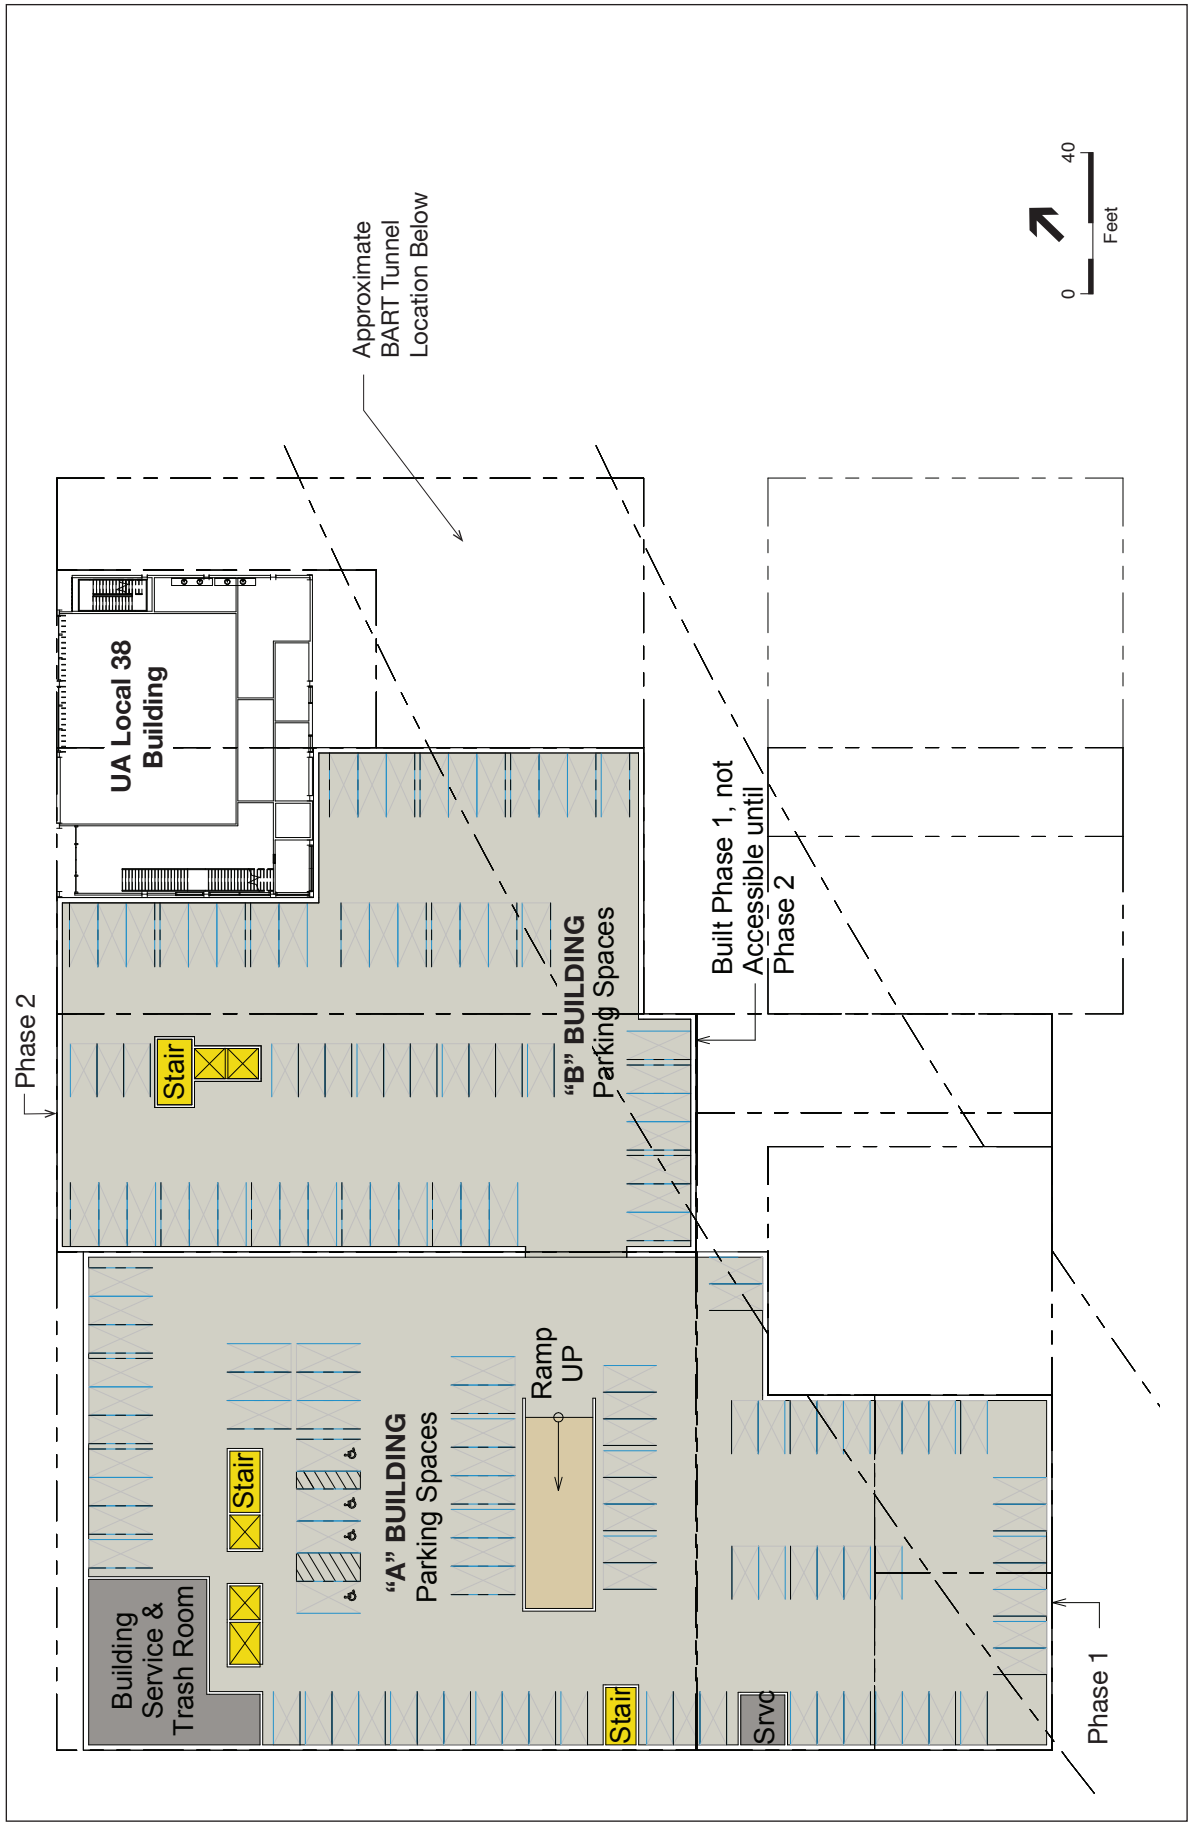 Phase 2
UA Local 38
Building
Approximate
BART Tunnel
Location Below
Stair
"B" BUILDING
Parking Spaces
Built Phase 1, not
Accessible until
Phase 2
Building
Service &
Trash Room
Stair
"A" BUILDING
Parking Spaces
Ramp
UP
Stair
Srvc
Phase 1
0
40
Feet